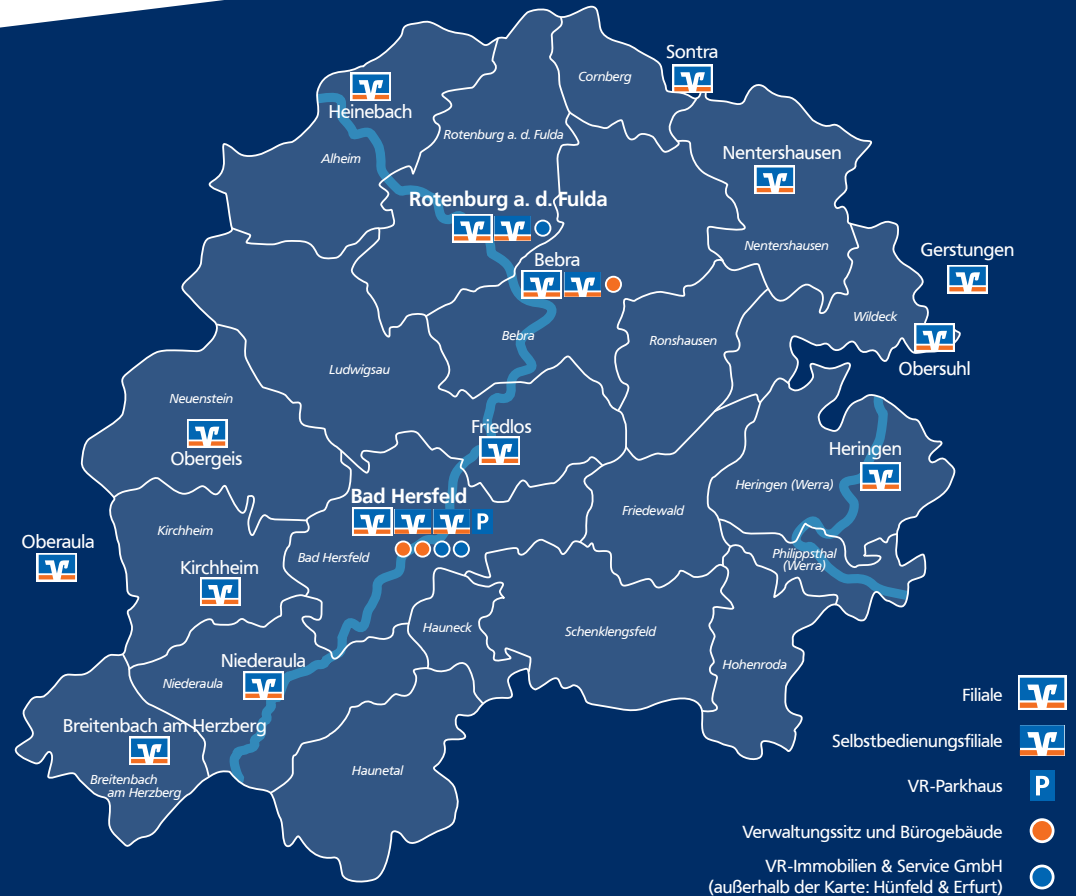 Sontra
Cornberg
Heinebach
Rotenburg a. d. Fulda
Alheim
Nentershausen
Rotenburg a. d. Fulda
Nentershausen
Gerstungen
Bebra
Wildeck
Bebra
Ronshausen
Obersuhl
Ludwigsau
Neuenstein
Friedlos
Obergeis
Heringen
Heringen (Werra)
Bad Hersfeld
P
Friedewald
Kirchheim
Oberaula
Bad Hersfeld
Philippsthal
(Werra)
Kirchheim
Hauneck
Schenklengsfeld
Niederaula
Hohenroda
Niederaula
Breitenbach am Herzberg
Haunetal
Breitenbach
am Herzberg
Filiale
Selbstbedienungsfiliale
VR-Parkhaus P
Verwaltungssitz und Bürogebäude
VR-Immobilien & Service GmbH
(außerhalb der Karte: Hünfeld & Erfurt)